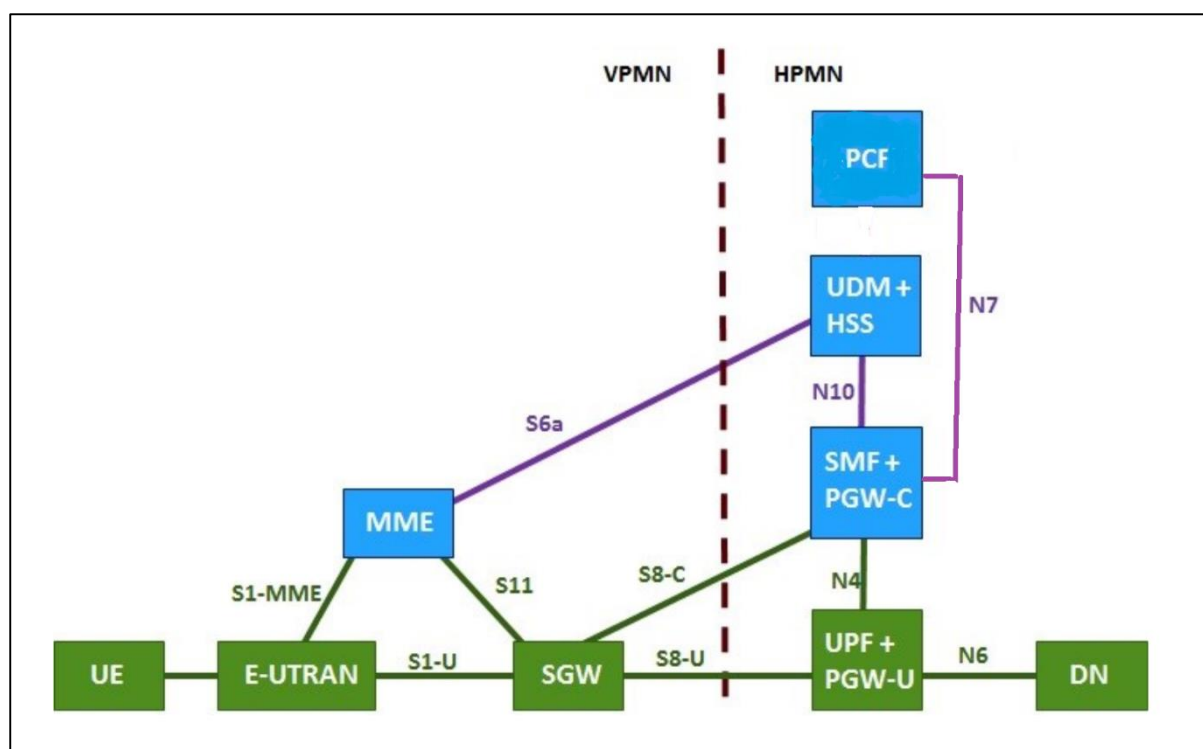 VPMN
HPMN
PCF
UDM +
HSS
N7
N10
S6a
SMF +
PGW-C
MME
S8-C
N4
S1-MME
S11
UE
E-UTRAN
S1-U
SGW
S8-U
UPF +
PGW-U
N6
DN